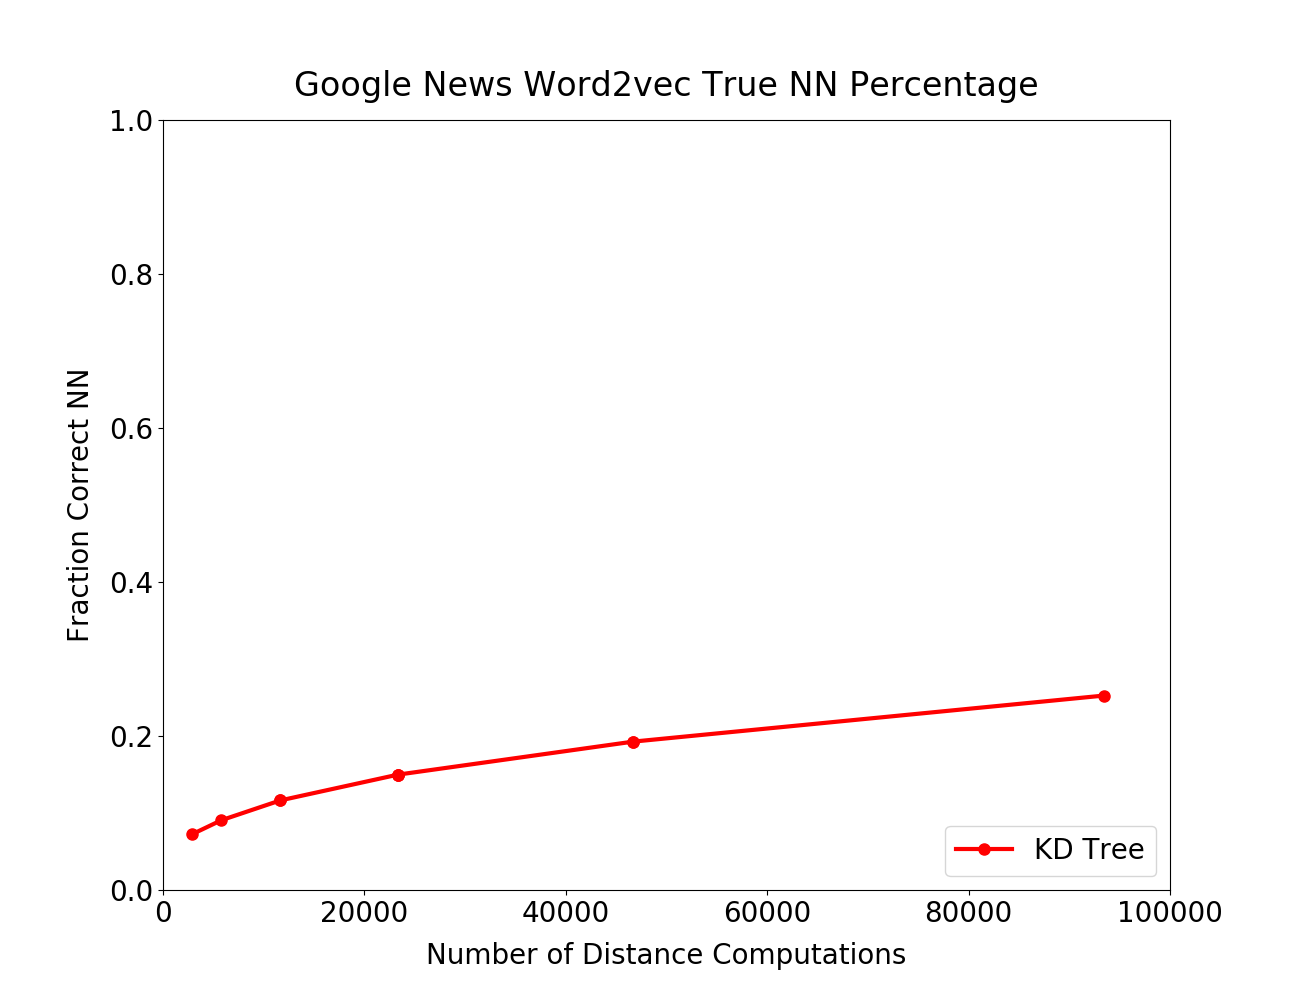 Google News Word2vec True NN Percentage
1.0
0.8
0.6
0.4
0.2
0.0
Fraction Correct NN
KD Tree
0 20000 40000 60000 80000 100000
Number of Distance Computations